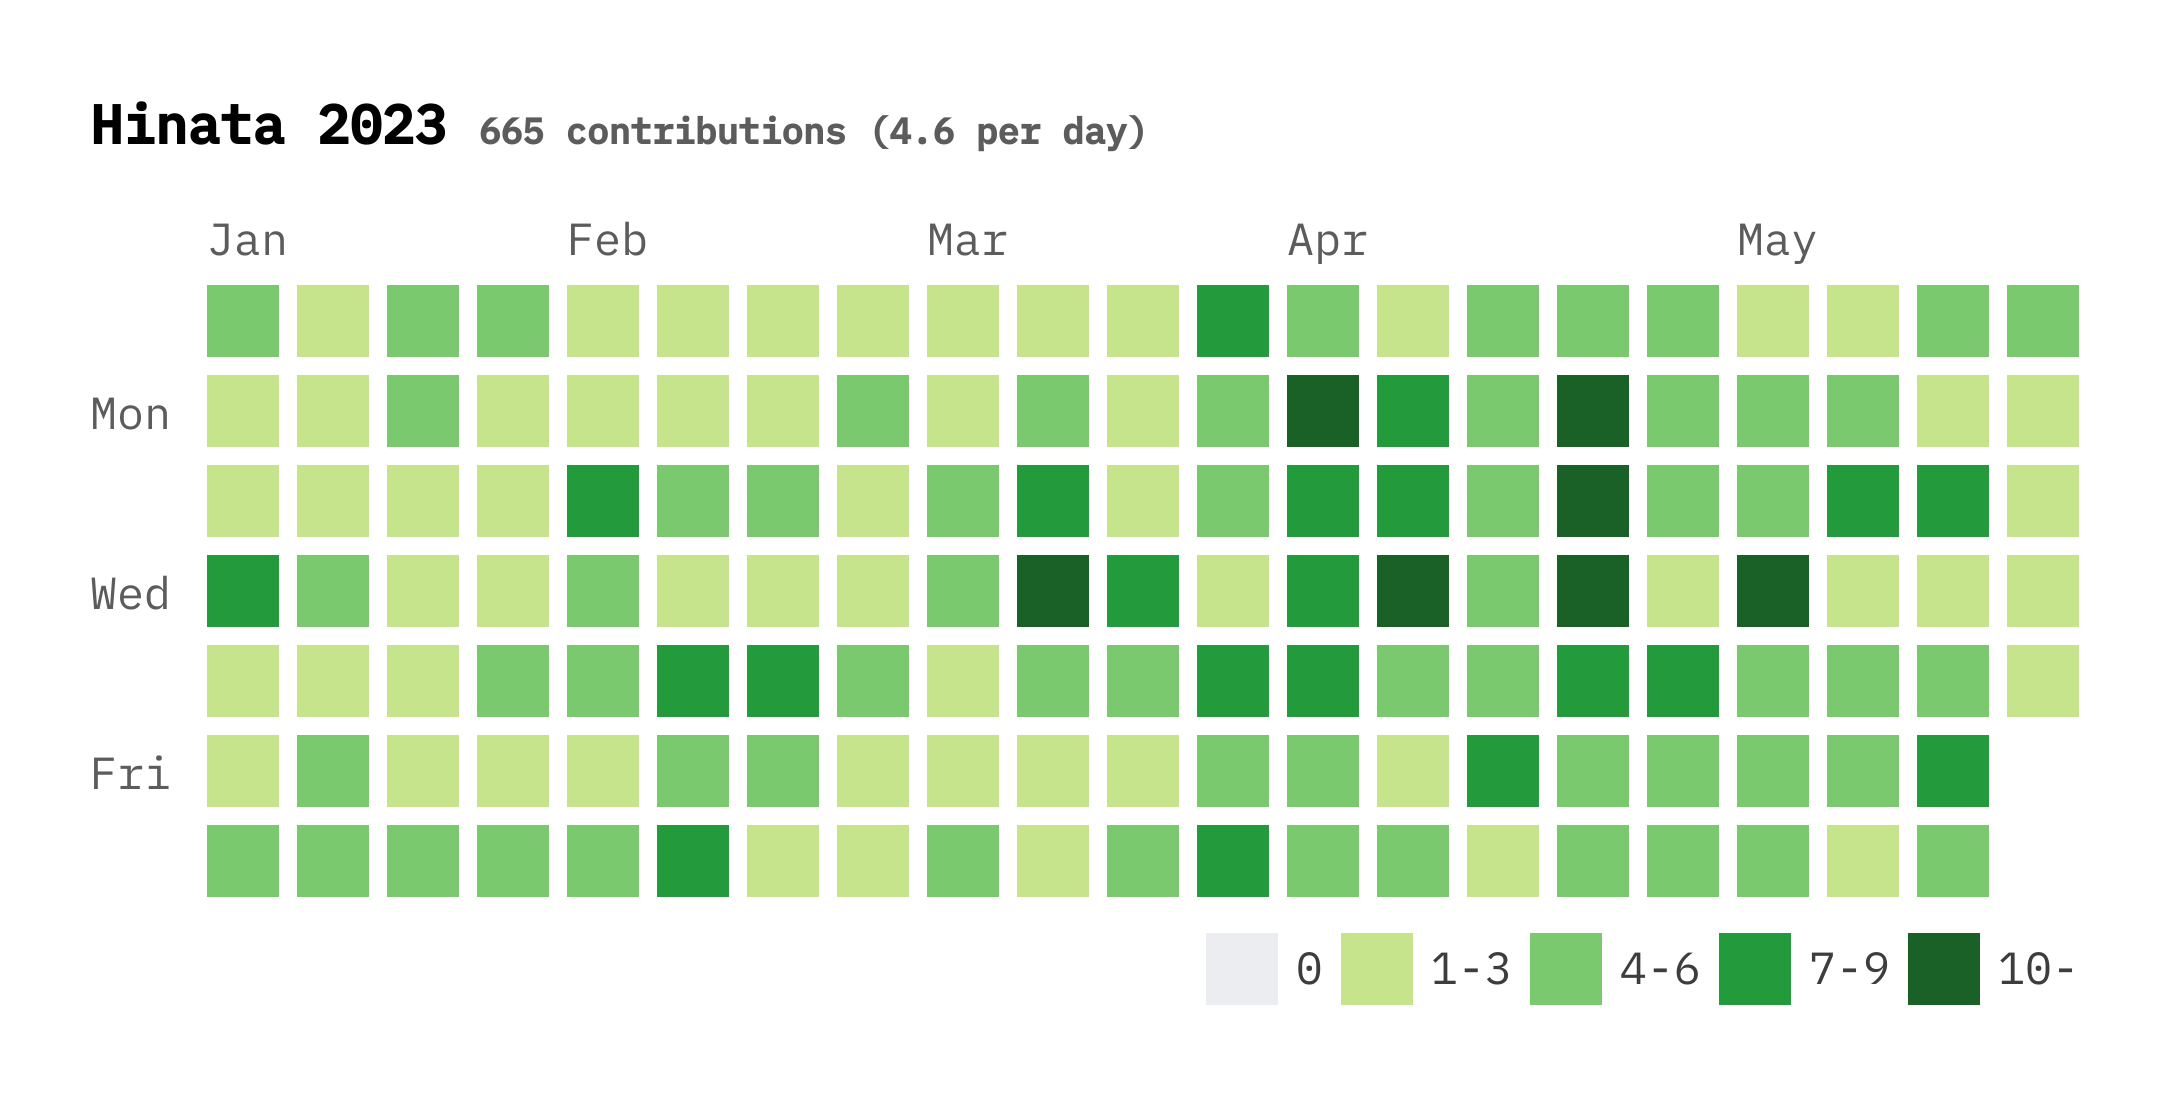 Hinata 2023 665 contributions (4.6 per day)
Jan Feb Mar Apr May
Mon
Wed
Fri
0 1-3 4-6 7-9 10-